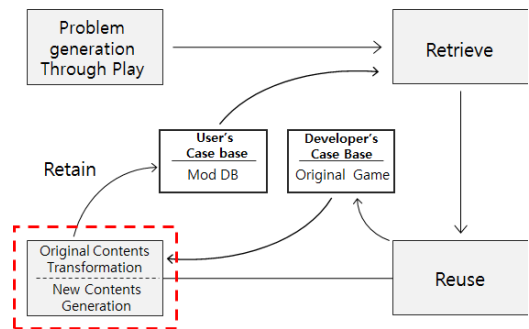 Problem
generation
Through Play
Retrieve
User's
Case base
Mod DB
Developer's
Case Base
Original Game
Retain
Original Contents
Transformation
New Contents
Generation
Reuse